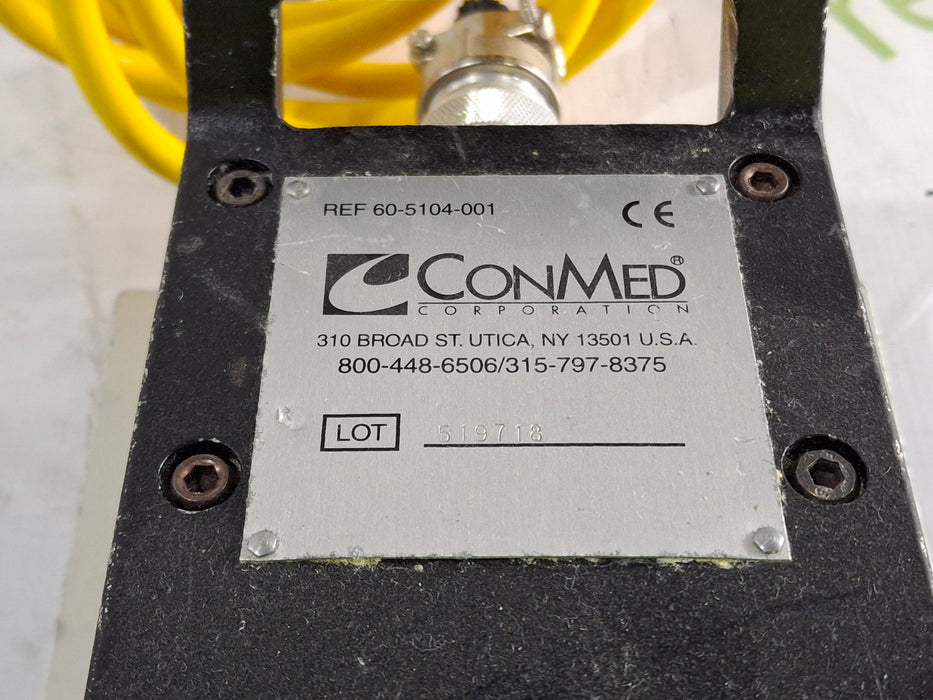 REF 60-5104-001
CE
CONMED®
CORPORATION
310 BROAD ST. UTICA, NY 13501 U.S.A.
800-448-6506/315-797-8375
LOT 519718